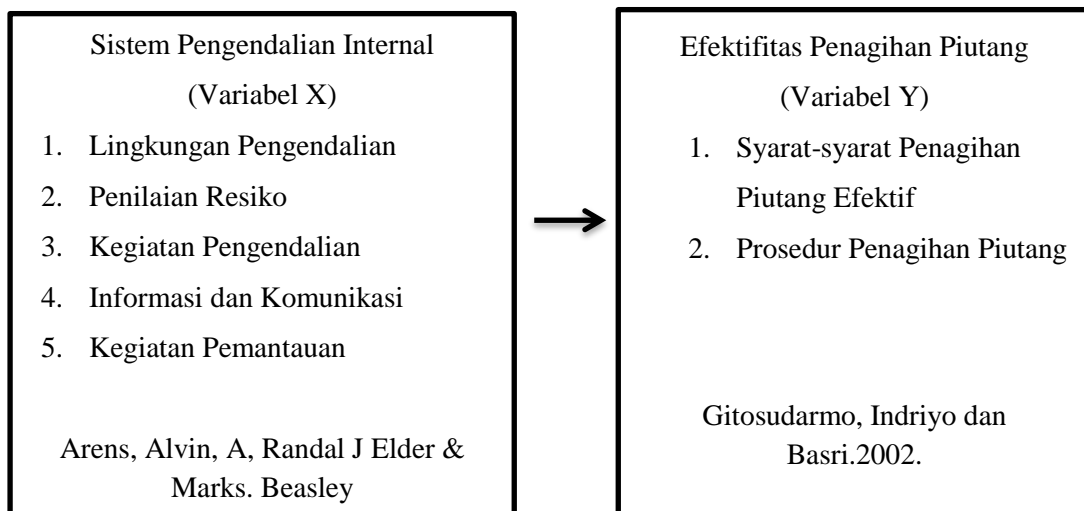 Sistem Pengendalian Internal
(Variabel X)
1. Lingkungan Pengendalian
2. Penilaian Resiko
3. Kegiatan Pengendalian
4. Informasi dan Komunikasi
5. Kegiatan Pemantauan
Arens, Alvin, A, Randal J Elder &
Marks. Beasley
Efektifitas Penagihan Piutang
(Variabel Y)
1. Syarat-syarat Penagihan
Piutang Efektif
2. Prosedur Penagihan Piutang
Gitosudarmo, Indriyo dan
Basri.2002.